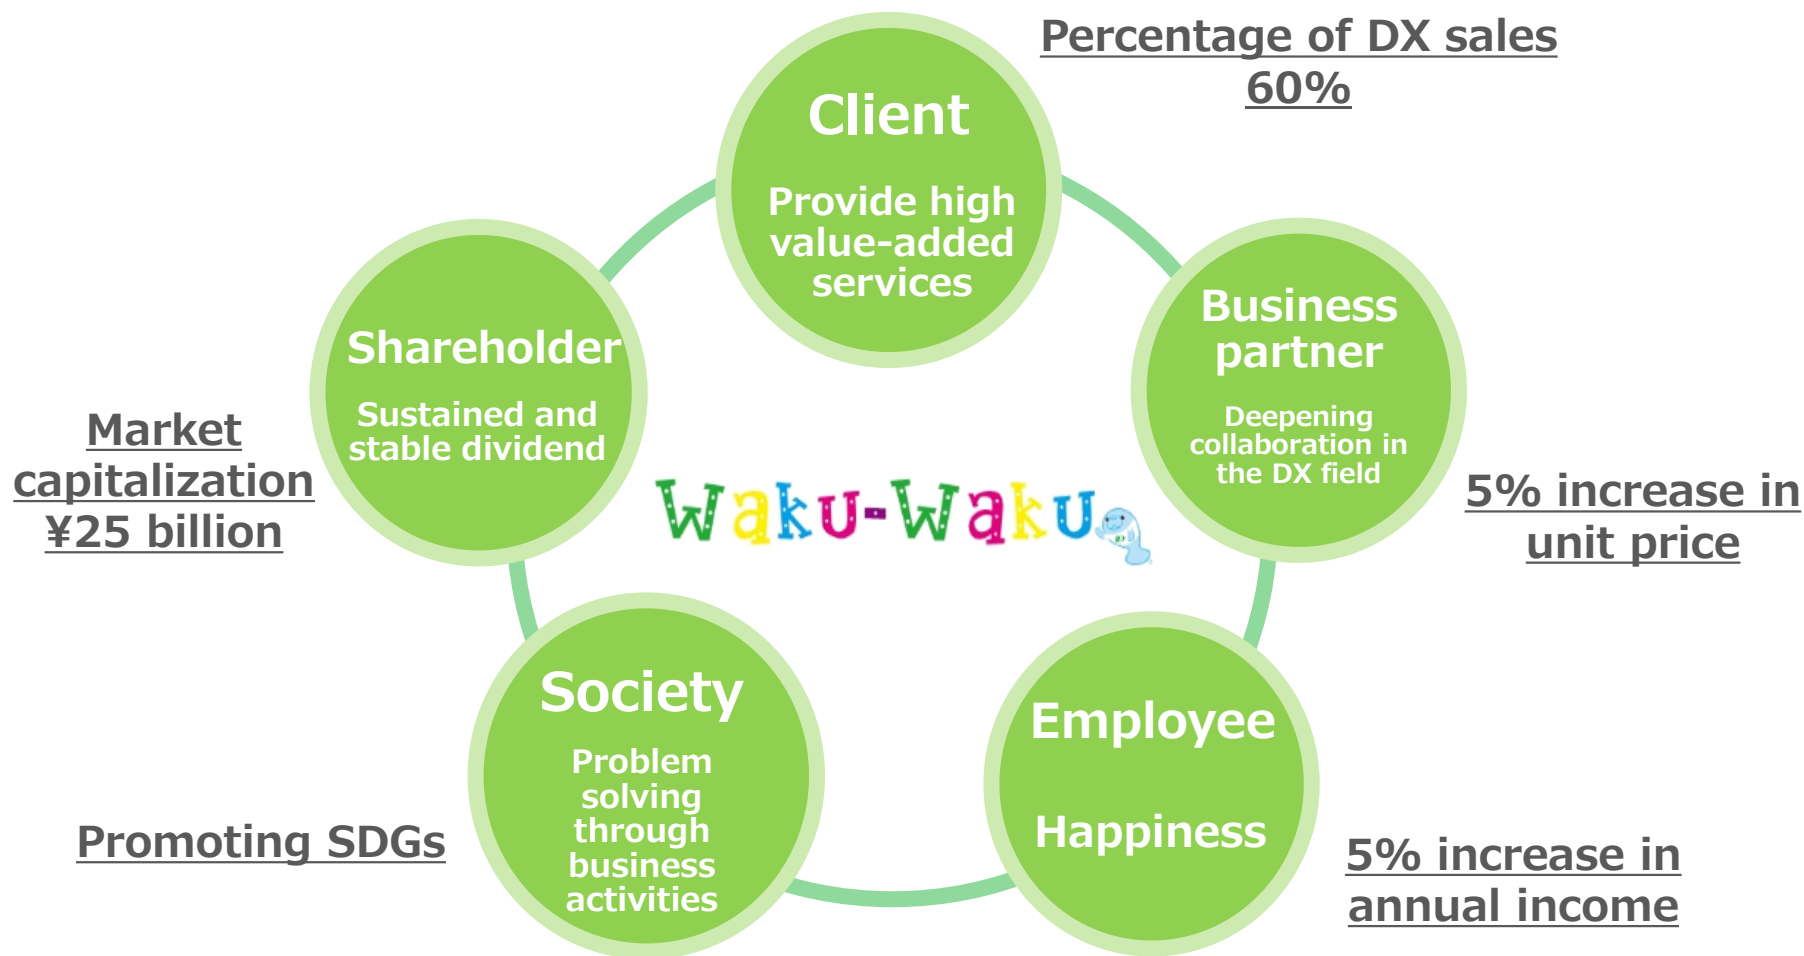 Percentage of DX sales
60%
Client
Provide high
value-added
services
Business
partner
Deepening
collaboration in
the DX field
5% increase in
unit price
Shareholder
Sustained and
stable dividend
Market
capitalization
¥25 billion
Waku-Waku
Society
Problem
solving
through
business
activities
Promoting SDGs
Employee
Happiness
5% increase in
annual income